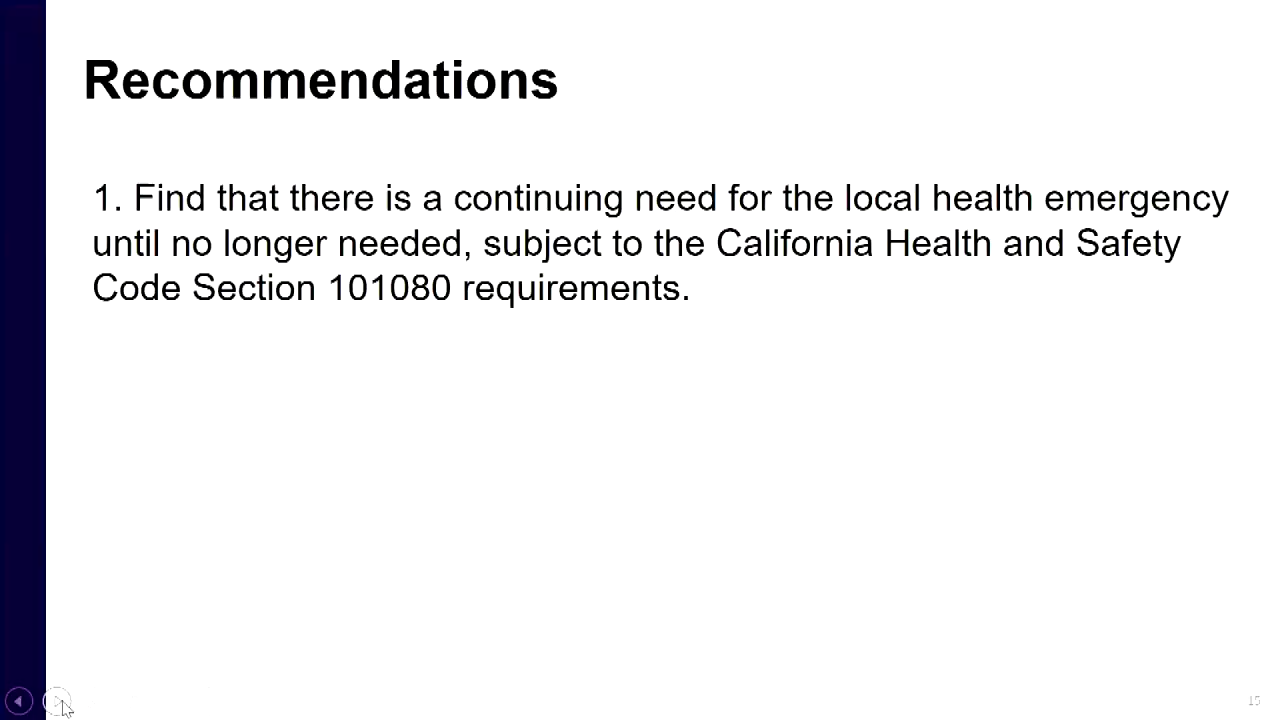 Recommendations
1. Find that there is a continuing need for the local health emergency
until no longer needed, subject to the California Health and Safety
Code Section 101080 requirements.
15